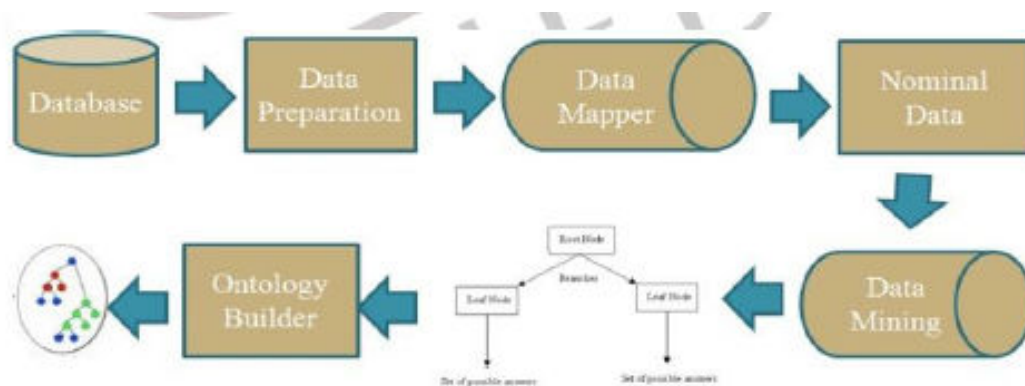 Database
Data
Preparation
Data
Mapper
Nominal
Data
Data
Mining
Root Node
Branches
Leaf Node
Leaf Node
Set of possible answers
Set of possible answers
Ontology
Builder